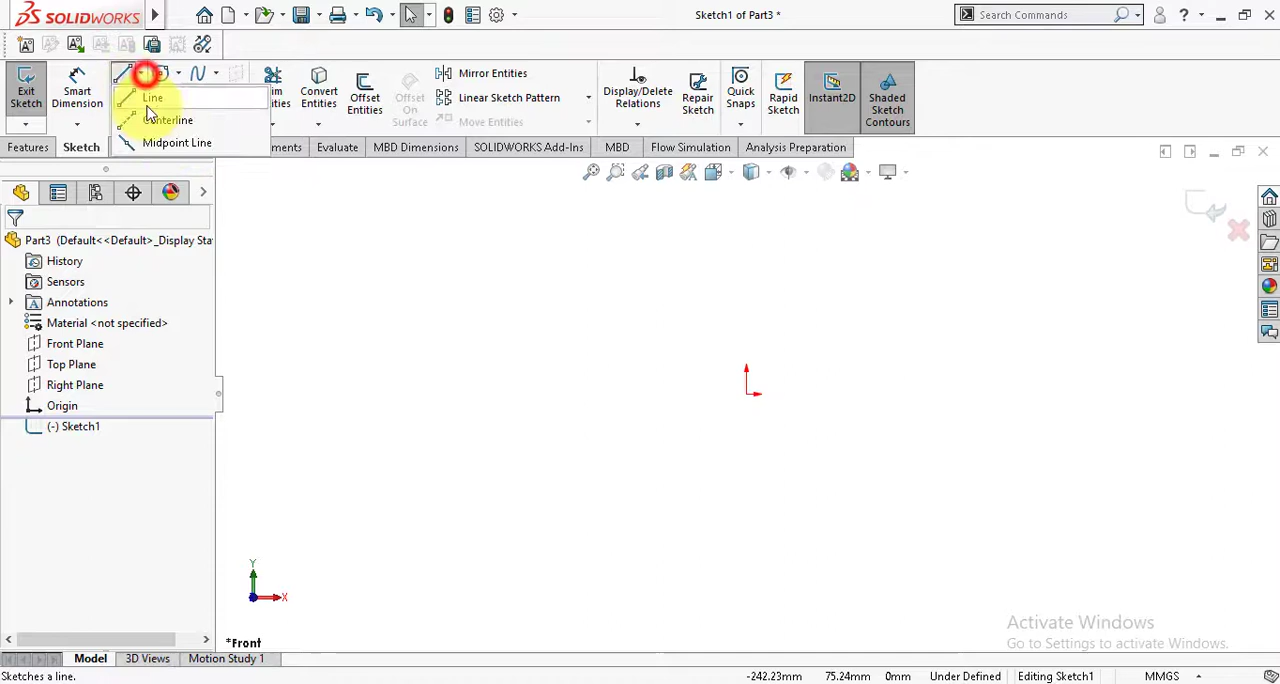 SOLIDWORKS
Sketch1 of Part3 *
Search Commands
?
Exit Sketch
Smart Dimension
Line
Centerline
Midpoint Line
Convert Entities
Offset Entities
Offset On Surface
Mirror Entities
Linear Sketch Pattern
Move Entities
Display/Delete Relations
Repair Sketch
Quick Snaps
Rapid Sketch
Instant2D
Shaded Sketch Contours
Features
Sketch
Evaluate
MBD Dimensions
SOLIDWORKS Add-Ins
MBD
Flow Simulation
Analysis Preparation
Part3 (Default<<Default>_Display Sta
History
Sensors
Annotations
Material <not specified>
Front Plane
Top Plane
Right Plane
Origin
(-) Sketch1
Y
X
*Front
Activate Windows
Go to Settings to activate Windows.
Model
3D Views
Motion Study 1
Sketches a line.
-242.23mm
75.24mm
0mm
Under Defined
Editing Sketch1
MMGS